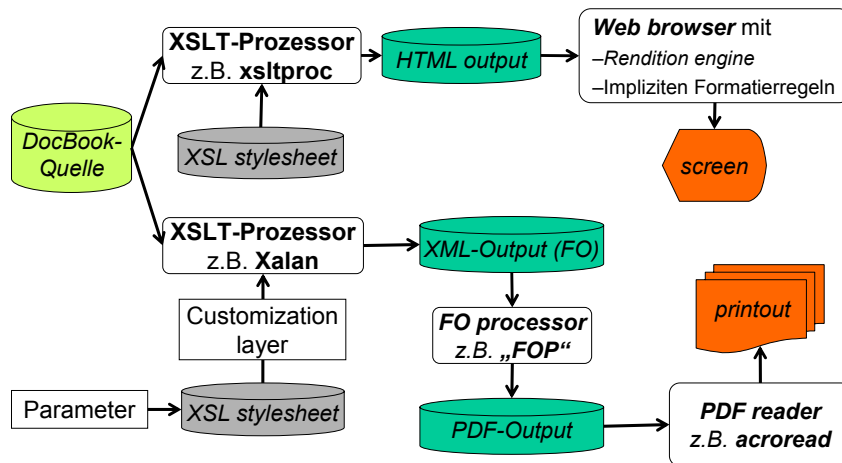 XSLT-Prozessor
z.B. xsltproc
HTML output
Web browser mit
–Rendition engine
–Impliziten Formatierregeln
DocBook-
Quelle
XSL stylesheet
screen
XSLT-Prozessor
z.B. Xalan
XML-Output (FO)
Customization
layer
FO processor
z.B. „FOP“
printout
Parameter
XSL stylesheet
PDF-Output
PDF reader
z.B. acroread